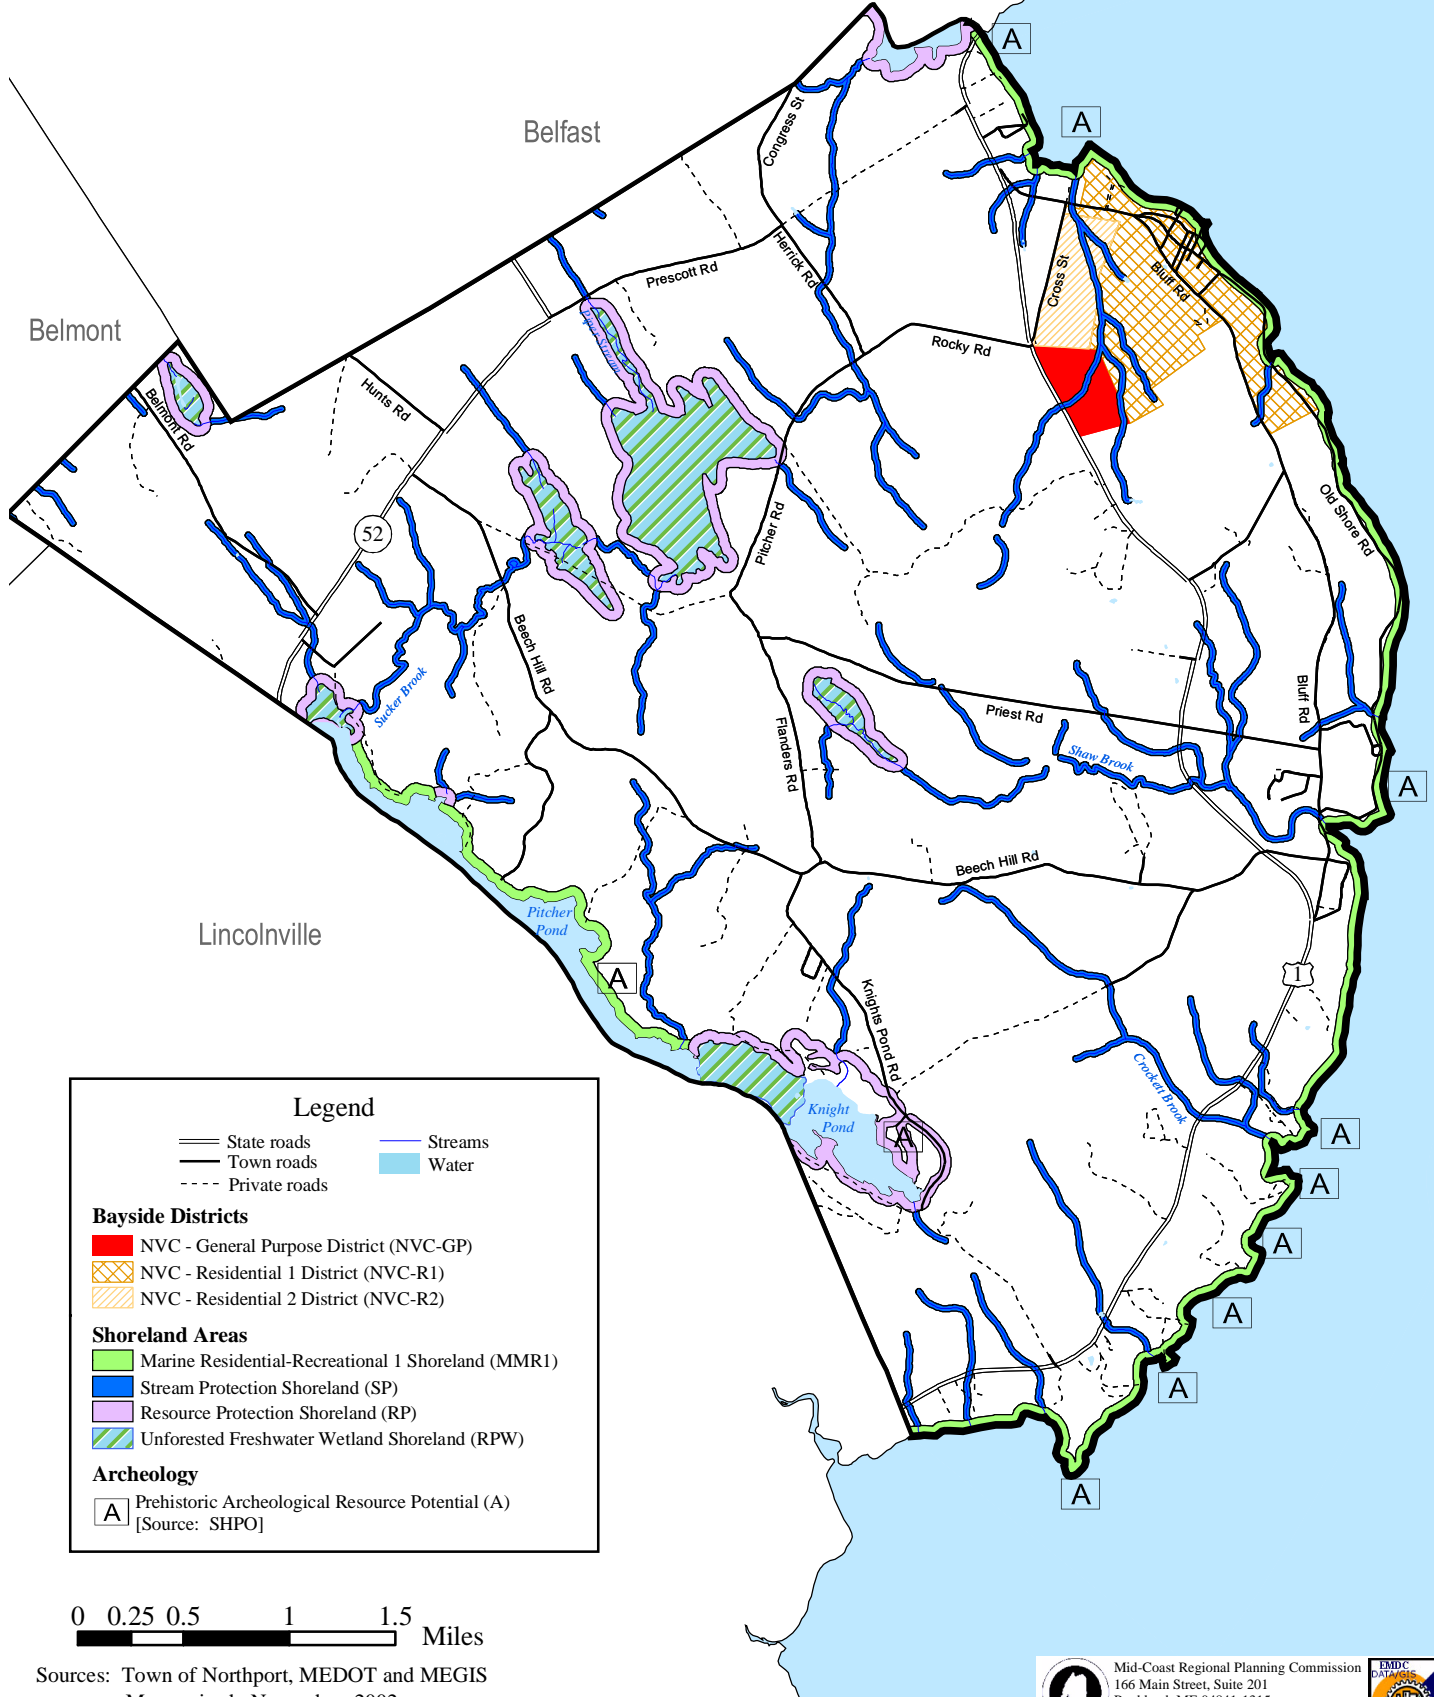 A
A
Belfast
Congress St
Herrick Rd
Prescott Rd
Cross St
Bluff Rd
Piper Stream
Belmont
Rocky Rd
Hunts Rd
Belmont Rd
52
Pitcher Rd
Old Shore Rd
Beech Hill Rd
Sucker Brook
Flanders Rd
Priest Rd
Bluff Rd
Shaw Brook
A
Beech Hill Rd
Lincolnville
Pitcher
Pond
A
1
Knights Pond Rd
Crockett Brook
Knight
Pond
A
A
A
A
A
A
A
Legend
State roads
Streams
Town roads
Water
Private roads
Bayside Districts
NVC - General Purpose District (NVC-GP)
NVC - Residential 1 District (NVC-R1)
NVC - Residential 2 District (NVC-R2)
Shoreland Areas
Marine Residential-Recreational 1 Shoreland (MMR1)
Stream Protection Shoreland (SP)
Resource Protection Shoreland (RP)
Unforested Freshwater Wetland Shoreland (RPW)
Archeology
A Prehistoric Archeological Resource Potential (A)
[Source: SHPO]
0 0.25 0.5 1 1.5 Miles
Sources: Town of Northport, MEDOT and MEGIS
Mid-Coast Regional Planning Commission
166 Main Street, Suite 201
EMDC
DATA/GIS